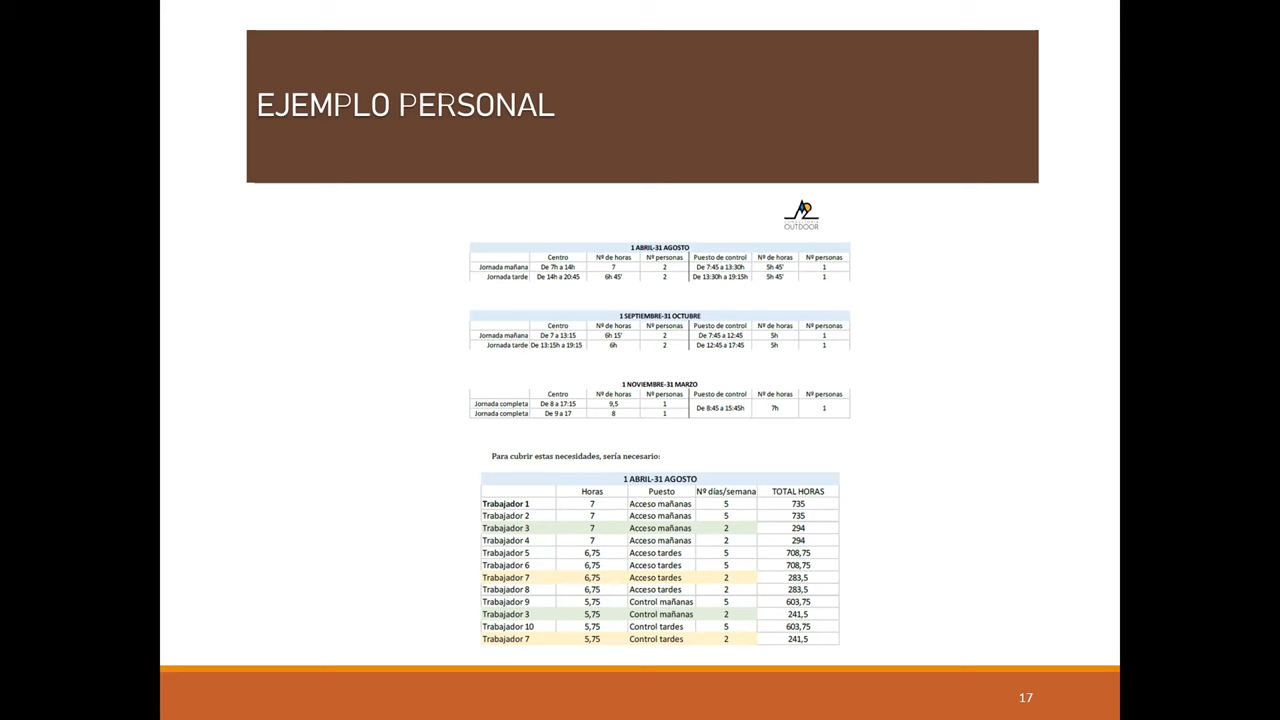 EJEMPLO PERSONAL
OUTDOOR
1 ABRIL-31 AGOSTO
Centro Nº de horas Nº personas Puesto de control Nº de horas Nº personas
Jornada mañana De 7h a 14h 7 2 De 7:45 a 13:30h 5h 45' 1
Jornada tarde De 14h a 20:45 6h 45' 2 De 13:30h a 19:15h 5h 45' 1
1 SEPTIEMBRE-31 OCTUBRE
Centro Nº de horas Nº personas Puesto de control Nº de horas Nº personas
Jornada mañana De 7 a 13:15 6h 15' 2 De 7:45 a 12:45 5h 1
Jornada tarde De 13:15h a 19:15 6h 2 De 12:45 a 17:45 5h 1
1 NOVIEMBRE-31 MARZO
Centro Nº de horas Nº personas Puesto de control Nº de horas Nº personas
Jornada completa De 8 a 17:15 9,5 1 De 8:45 a 15:45h 7h 1
Jornada completa De 9 a 17 8 1
Para cubrir estas necesidades, sería necesario:
1 ABRIL-31 AGOSTO
Horas Puesto Nº días/semana TOTAL HORAS
Trabajador 1 7 Acceso mañanas 5 735
Trabajador 2 7 Acceso mañanas 5 735
Trabajador 3 7 Acceso mañanas 2 294
Trabajador 4 7 Acceso mañanas 2 294
Trabajador 5 6,75 Acceso tardes 5 708,75
Trabajador 6 6,75 Acceso tardes 5 708,75
Trabajador 7 6,75 Acceso tardes 2 283,5
Trabajador 8 6,75 Acceso tardes 2 283,5
Trabajador 9 5,75 Control mañanas 5 603,75
Trabajador 3 5,75 Control mañanas 2 241,5
Trabajador 10 5,75 Control tardes 5 603,75
Trabajador 7 5,75 Control tardes 2 241,5
17